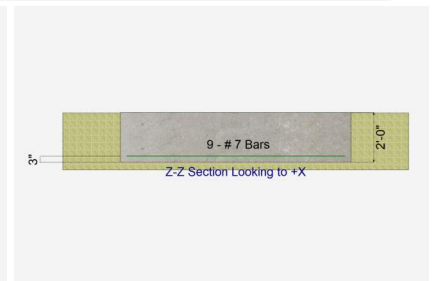 9 - # 7 Bars
2'-0"
3"
Z-Z Section Looking to +X